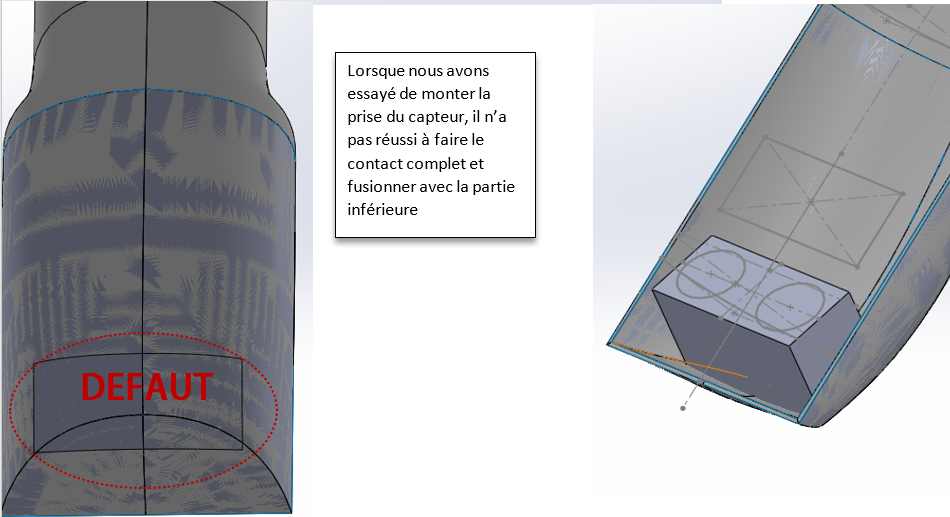 Lorsque nous avons
essayé de monter la
prise du capteur, il n’a
pas réussi à faire le
contact complet et
fusionner avec la partie
inférieure
DEFAUT